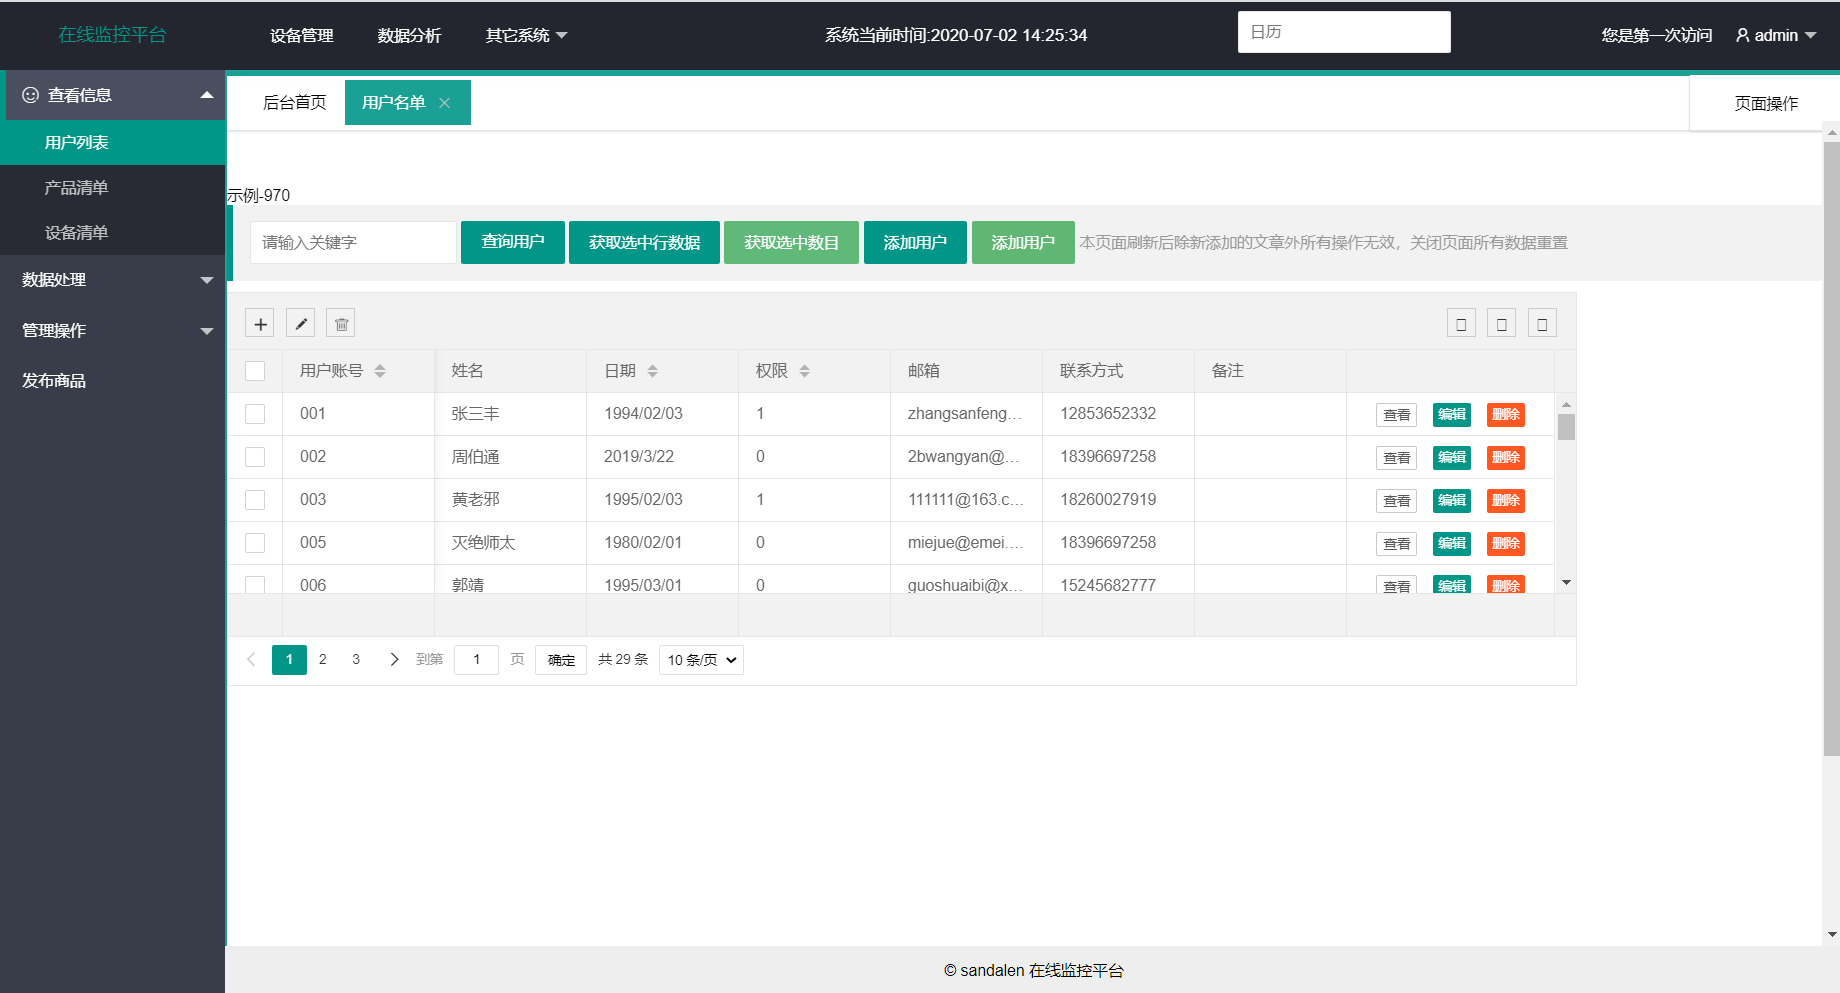 在线监控平台 设备管理 数据分析 其它系统 系统当前时间:2020-07-02 14:25:34 日历 您是第一次访问 admin
查看信息
用户列表
产品清单
设备清单
数据处理
管理操作
发布商品
后台首页 用户名单 页面操作
示例-970
请输入关键字 查询用户 获取选中行数据 获取选中数目 添加用户 添加用户 本页面刷新后除新添加的文章外所有操作无效，关闭页面所有数据重置
用户账号 姓名 日期 权限 邮箱 联系方式 备注
001 张三丰 1994/02/03 1 zhangsanfeng... 12853652332 查看 编辑 删除
002 周伯通 2019/3/22 0 2bwangyan@... 18396697258 查看 编辑 删除
003 黄老邪 1995/02/03 1 111111@163.c... 18260027919 查看 编辑 删除
005 灭绝师太 1980/02/01 0 miejue@emei.... 18396697258 查看 编辑 删除
006 郭靖 1995/03/01 0 guoshuaibi@x... 15245682777 查看 编辑 删除
1 2 3 到第 1 页 确定 共 29 条 10 条/页
© sandalen 在线监控平台